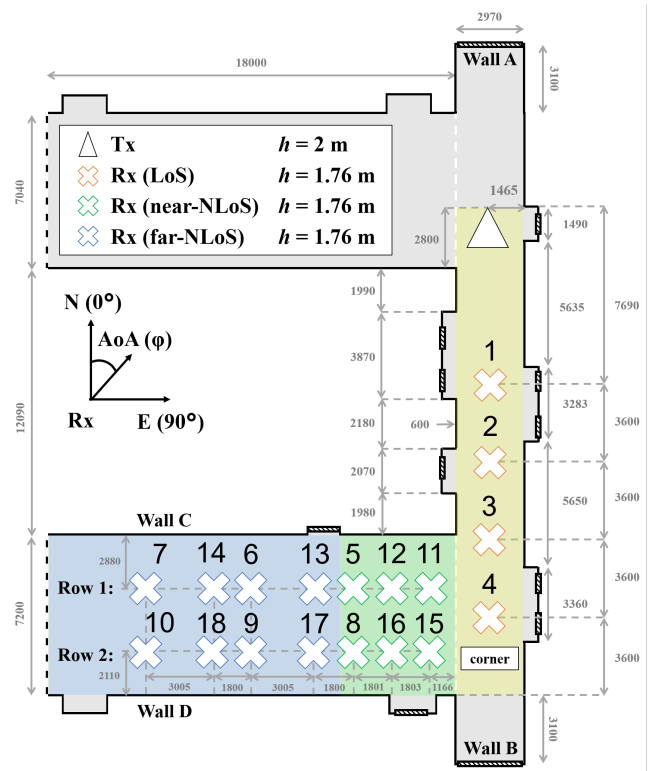 2970
Wall A
18000
3100
Tx h = 2 m
Rx (LoS) h = 1.76 m
Rx (near-NLoS) h = 1.76 m
Rx (far-NLoS) h = 1.76 m
7040
1465
2800
1490
1990
N (0°)
AoA (φ)
Rx E (90°)
5635
7690
3870
1
3283
12090
2180
600
2
3600
2070
5650
3600
1980
3
Wall C
2880
7 14 6 13 5 12 11
Row 1:
3600
4
3360
7200
10 18 9 17 8 16 15
Row 2:
corner
3600
2110
3005 1800 3005 1800 1801 1803 1166
Wall D
3100
Wall B